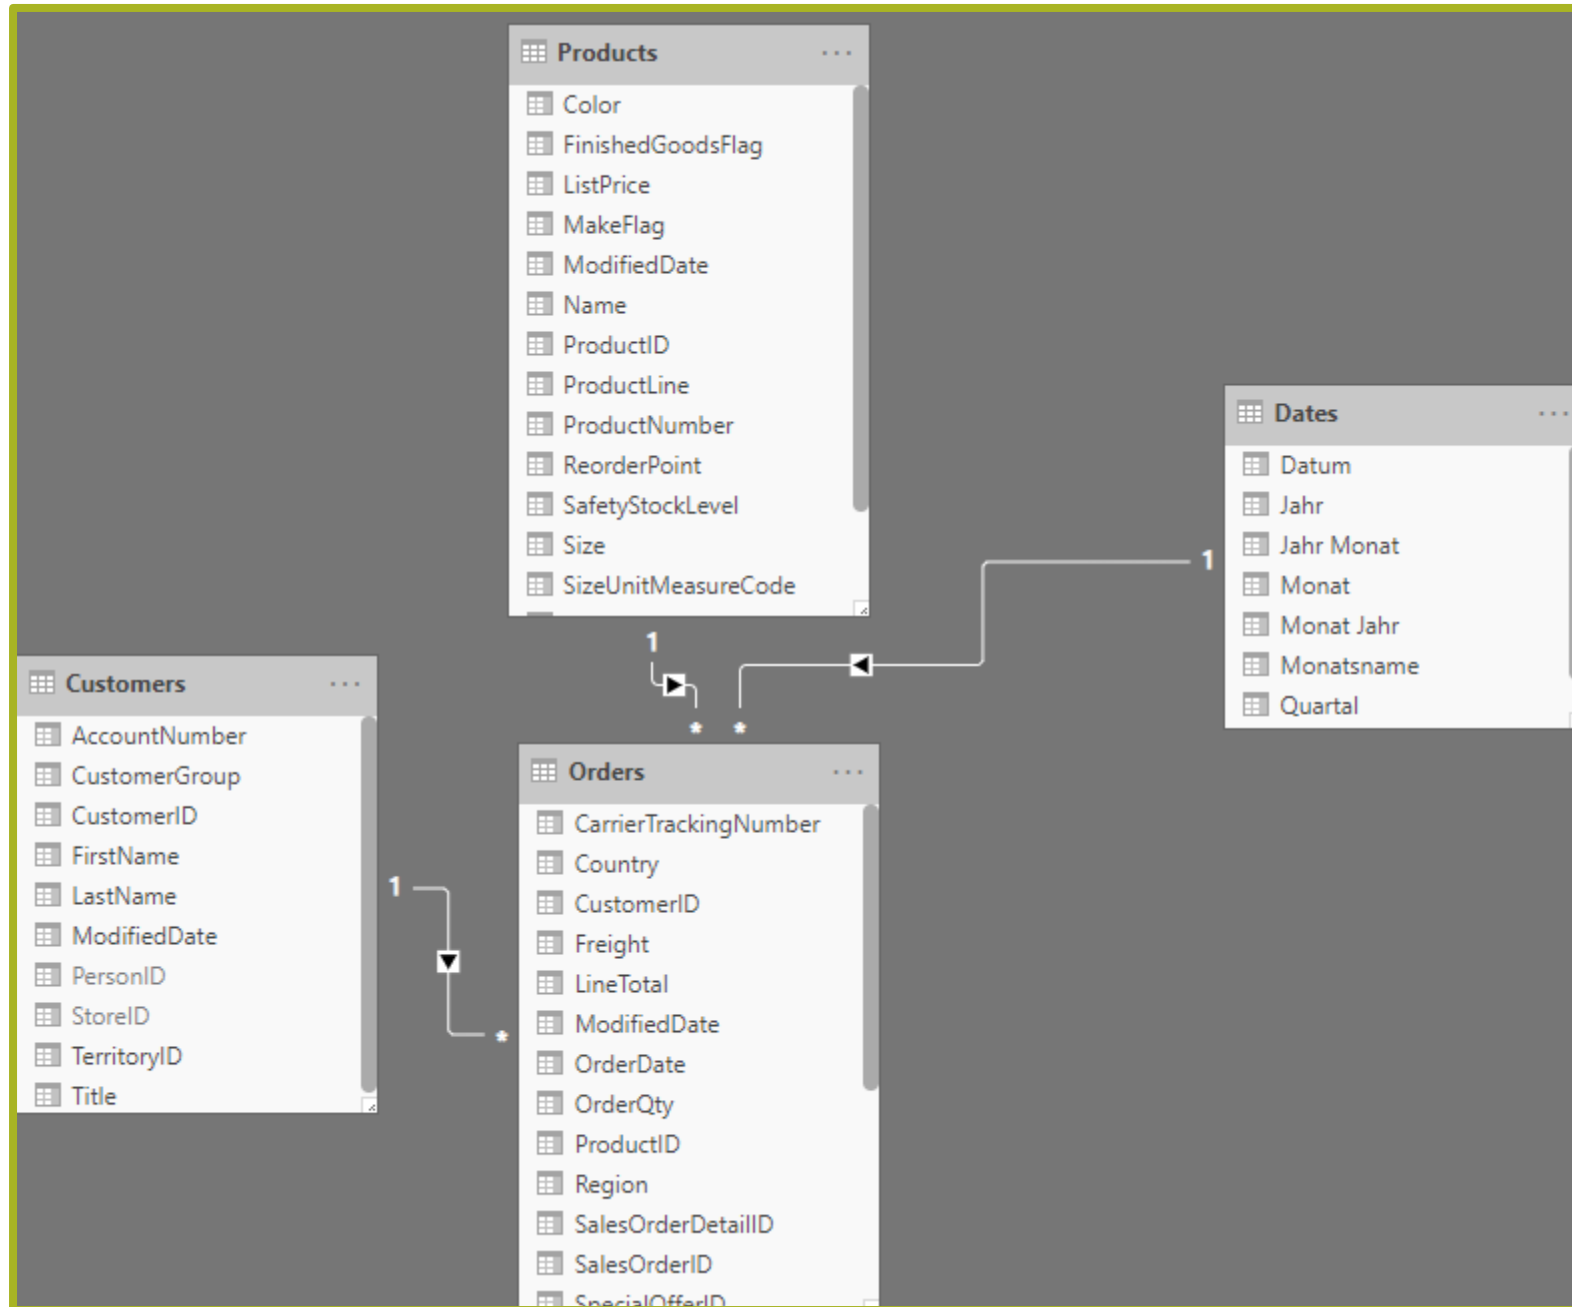 Products ...
Color
FinishedGoodsFlag
ListPrice
MakeFlag
ModifiedDate
Name
ProductID
ProductLine
ProductNumber
ReorderPoint
SafetyStockLevel
Size
SizeUnitMeasureCode
Dates ...
Datum
Jahr
Jahr Monat
Monat
Monat Jahr
Monatsname
Quartal
1
1
* *
Customers ...
AccountNumber
CustomerGroup
CustomerID
FirstName
LastName
ModifiedDate
PersonID
StoreID
TerritoryID
Title
1
*
Orders ...
CarrierTrackingNumber
Country
CustomerID
Freight
LineTotal
ModifiedDate
OrderDate
OrderQty
ProductID
Region
SalesOrderDetailID
SalesOrderID
SpecialOfferID